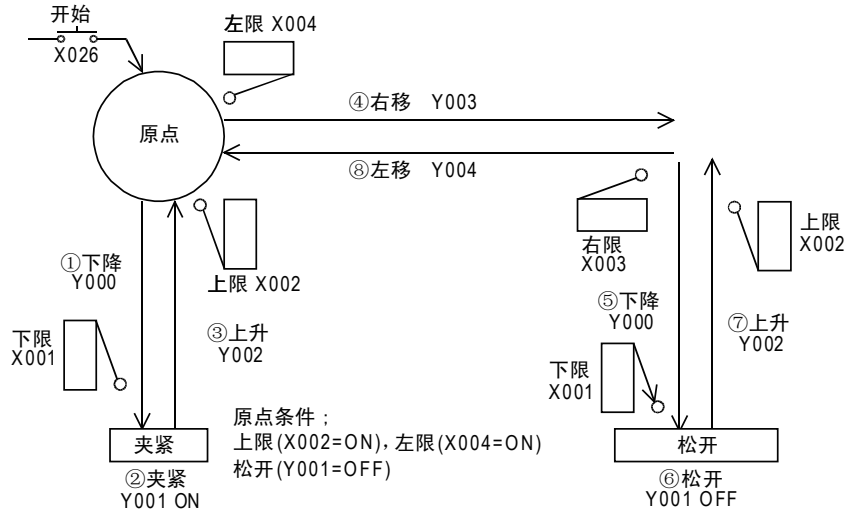 开始
X026
左限 X004
原点
④右移 Y003
⑧左移 Y004
①下降
Y000
上限 X002
下限
X001
③上升
Y002
右限
X003
上限
X002
⑤下降
Y000
⑦上升
Y002
下限
X001
夹紧
②夹紧
Y001 ON
原点条件；
上限(X002=ON)，左限(X004=ON)
松开(Y001=OFF)
松开
⑥松开
Y001 OFF